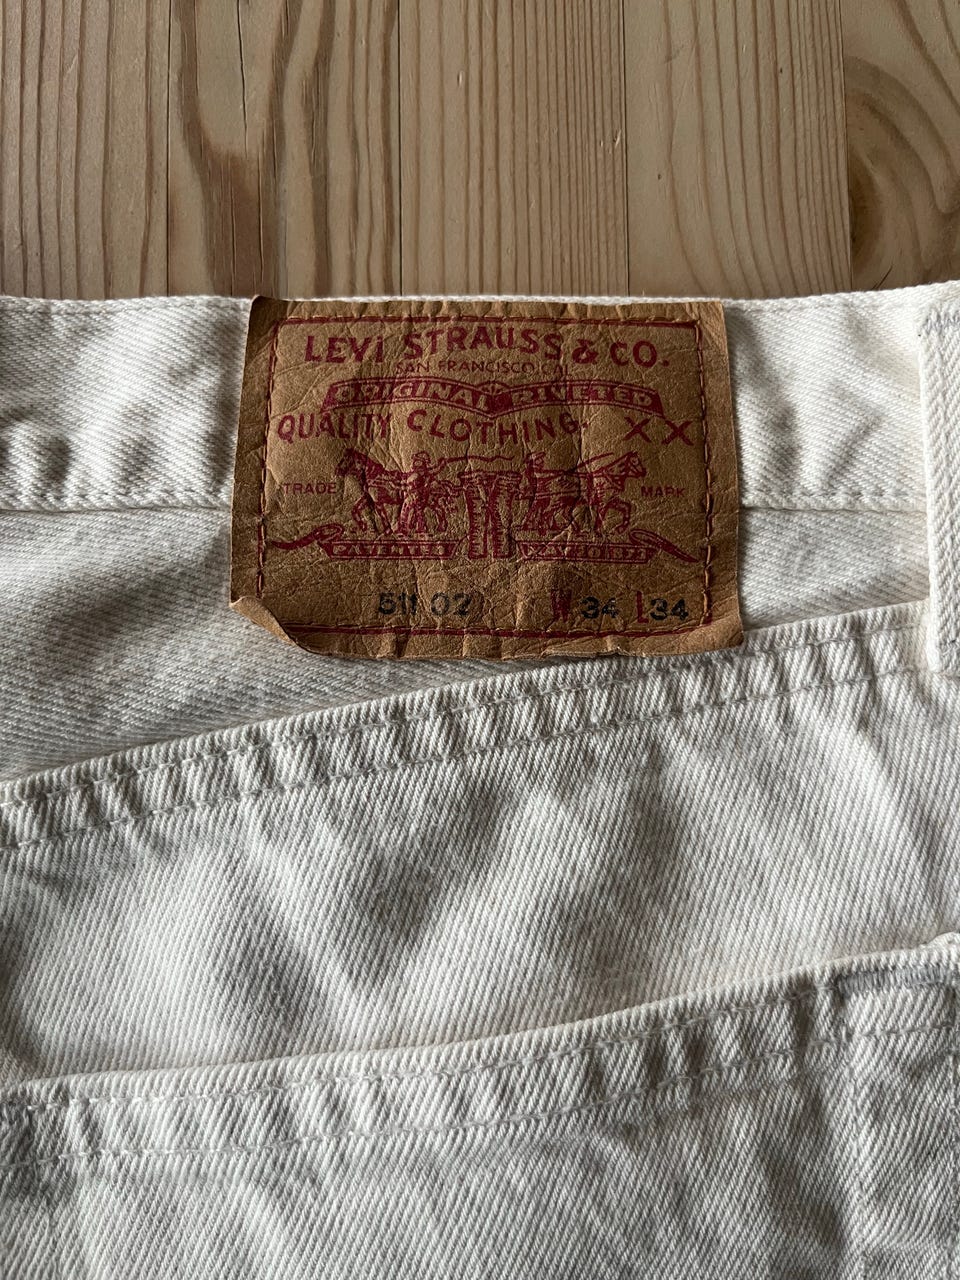 LEVI STRAUSS & CO.
SAN FRANCISCO, CAL
ORIGINAL RIVETED
QUALITY CLOTHING. XX
TRADE MARK
PATENTED MAY 20 1873
511 02 W 34 L 34